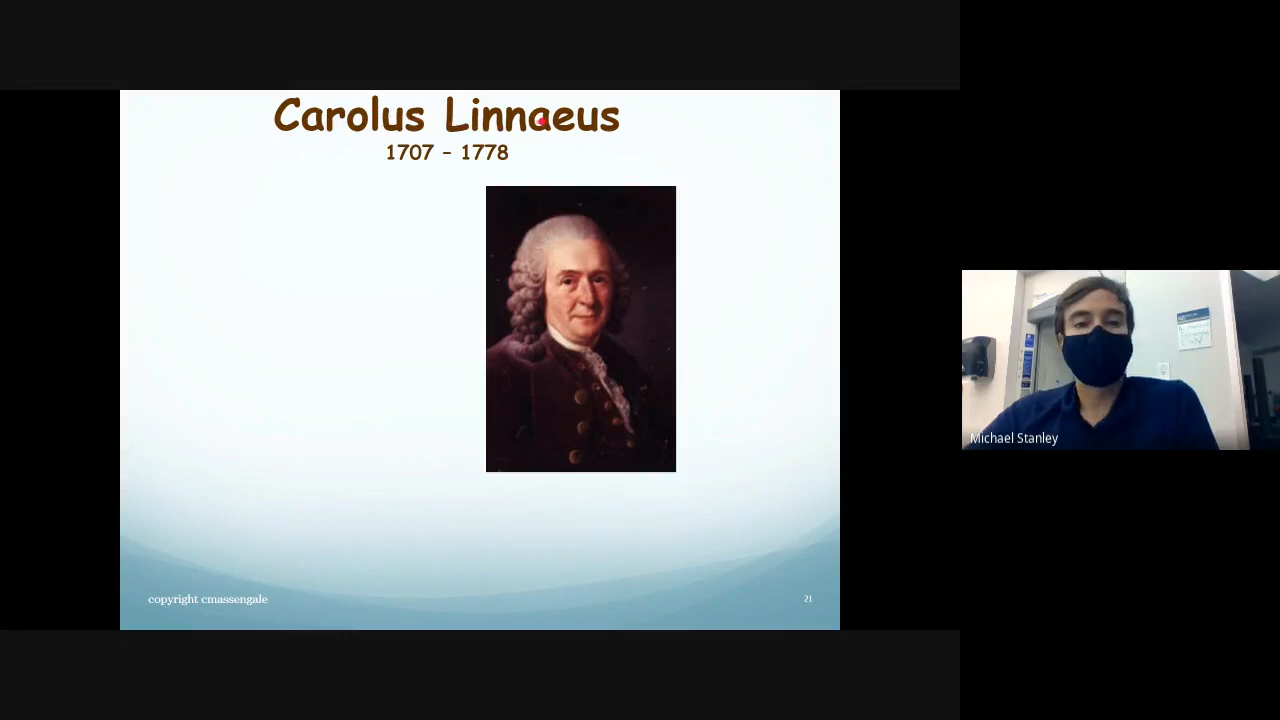 Carolus Linnaeus
1707 - 1778
copyright cmassengale
21
Michael Stanley